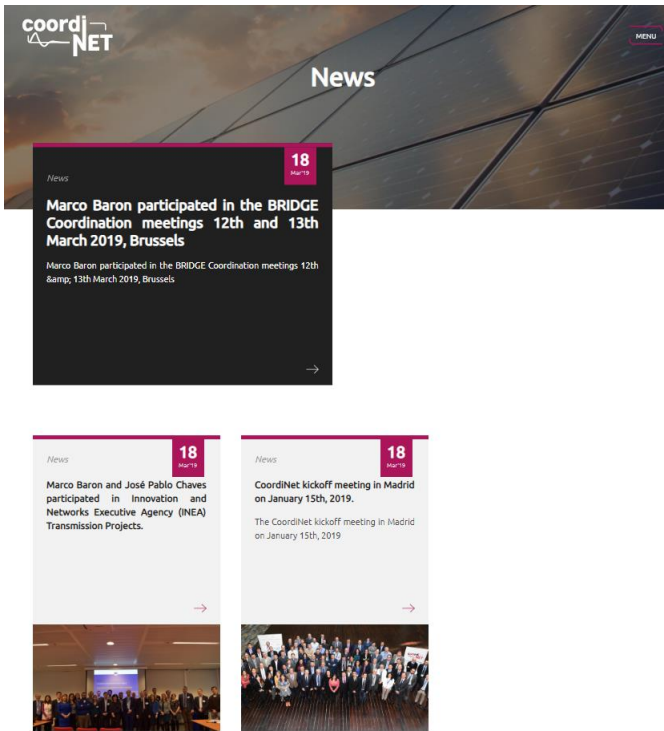 coordi
NET
MENU
News
18
Mar'19
News
Marco Baron participated in the BRIDGE
Coordination meetings 12th and 13th
March 2019, Brussels
Marco Baron participated in the BRIDGE Coordination meetings 12th
&amp; 13th March 2019, Brussels
18
Mar'19
News
Marco Baron and José Pablo Chaves
participated in Innovation and
Networks Executive Agency (INEA)
Transmission Projects.
18
Mar'19
News
CoordiNet kickoff meeting in Madrid
on January 15th, 2019.
The CoordiNet kickoff meeting in Madrid
on January 15th, 2019